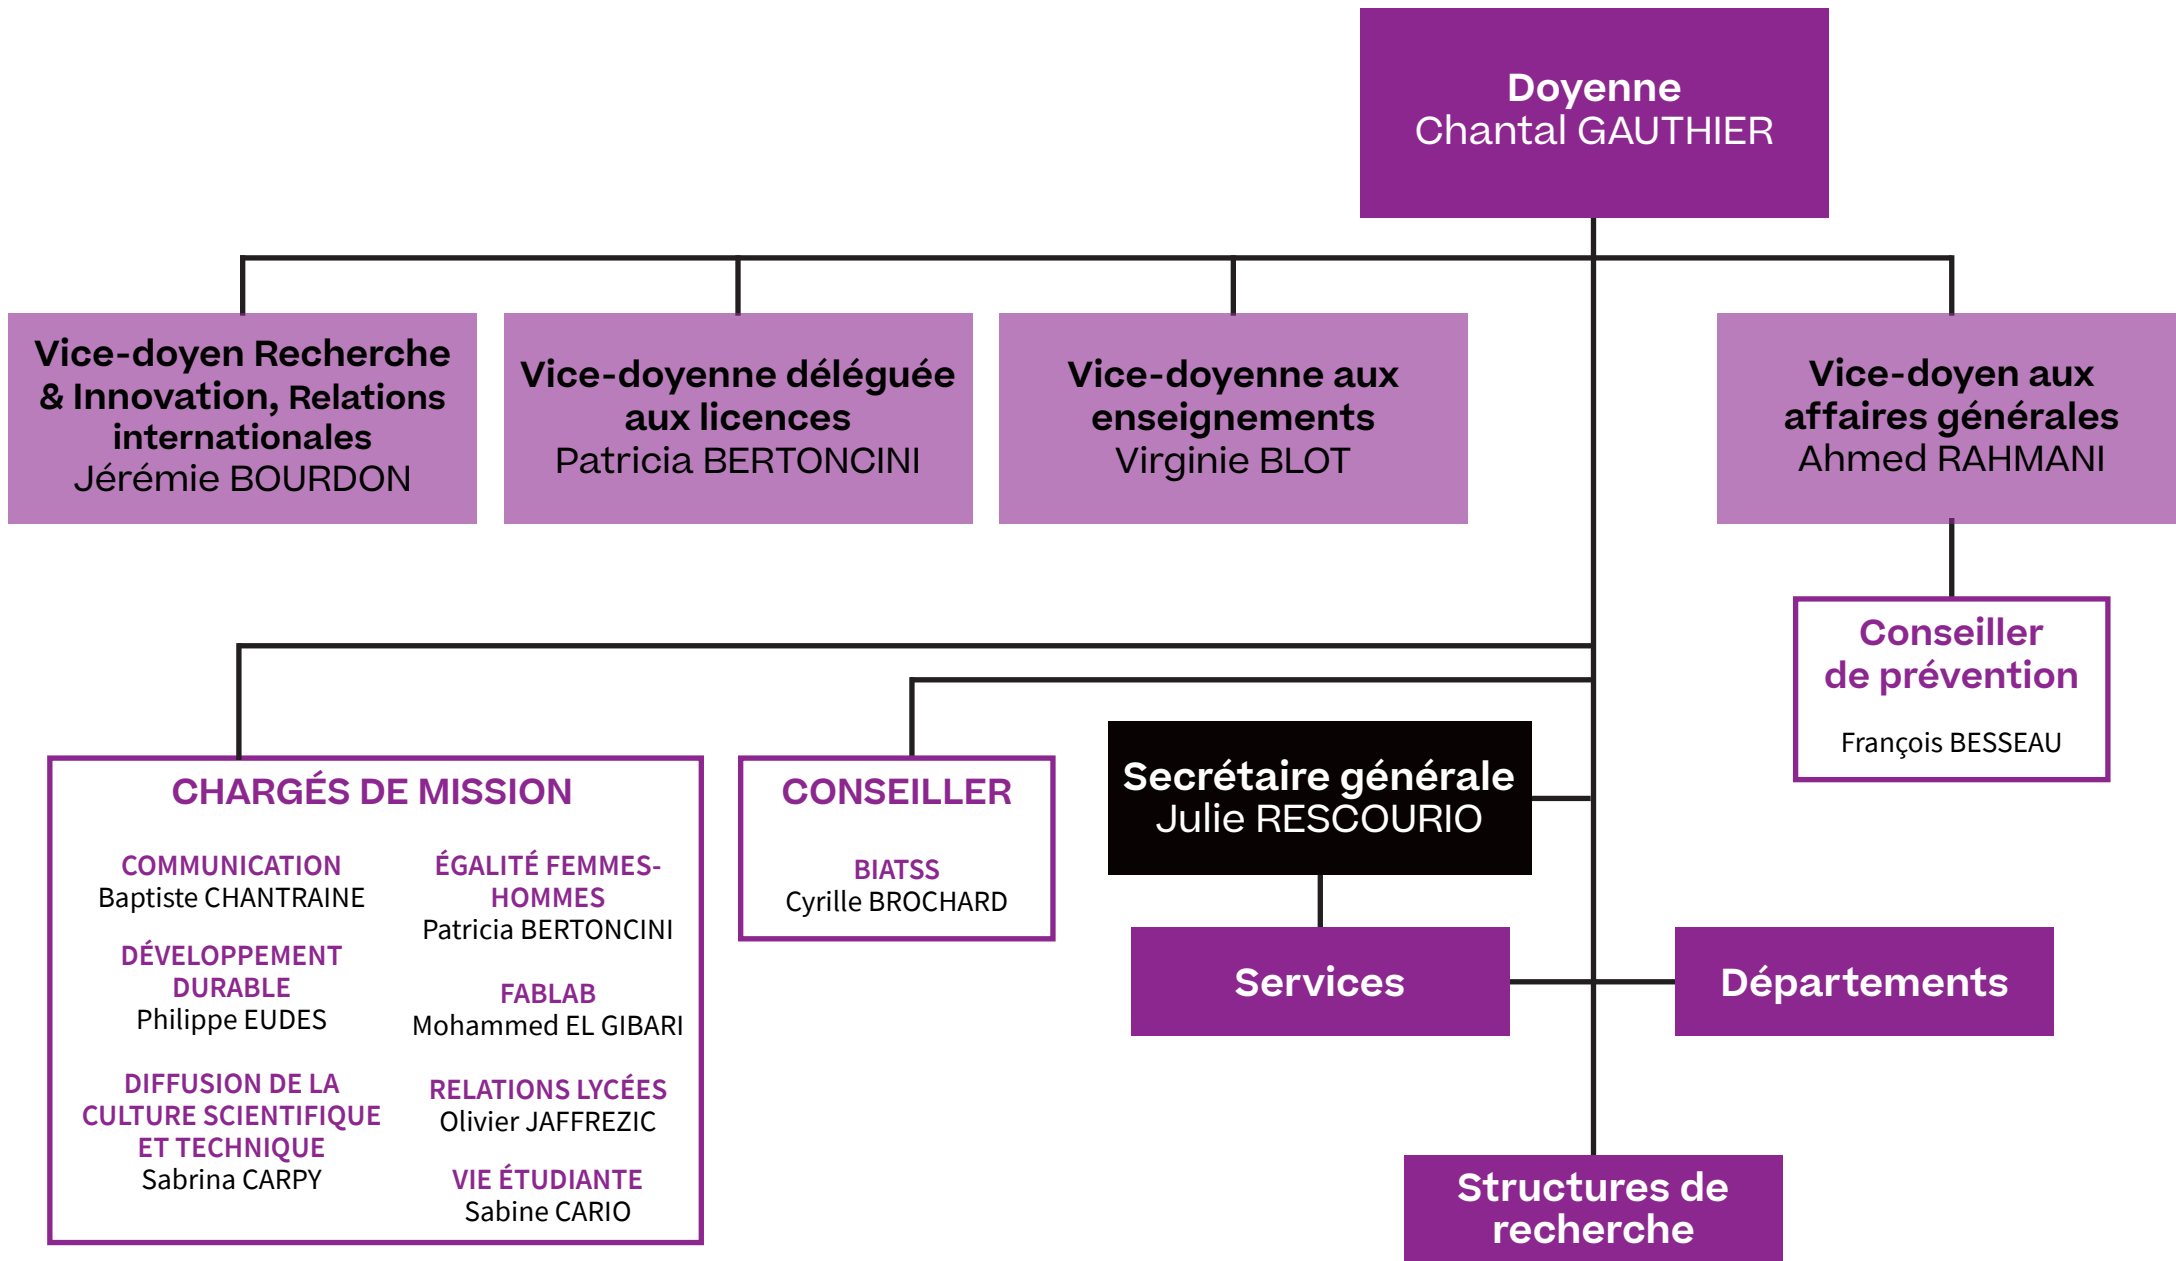 Doyenne
Chantal GAUTHIER
Vice-doyen Recherche
& Innovation, Relations
internationales
Jérémie BOURDON
Vice-doyenne déléguée
aux licences
Patricia BERTONCINI
Vice-doyenne aux
enseignements
Virginie BLOT
Vice-doyen aux
affaires générales
Ahmed RAHMANI
Conseiller
de prévention
François BESSEAU
CHARGÉS DE MISSION
COMMUNICATION
Baptiste CHANTRAINE
DÉVELOPPEMENT
DURABLE
Philippe EUDES
DIFFUSION DE LA
CULTURE SCIENTIFIQUE
ET TECHNIQUE
Sabrina CARPY
ÉGALITÉ FEMMES-
HOMMES
Patricia BERTONCINI
FABLAB
Mohammed EL GIBARI
RELATIONS LYCÉES
Olivier JAFFREZIC
VIE ÉTUDIANTE
Sabine CARIO
CONSEILLER
BIATSS
Cyrille BROCHARD
Secrétaire générale
Julie RESCOURIO
Services
Départements
Structures de
recherche